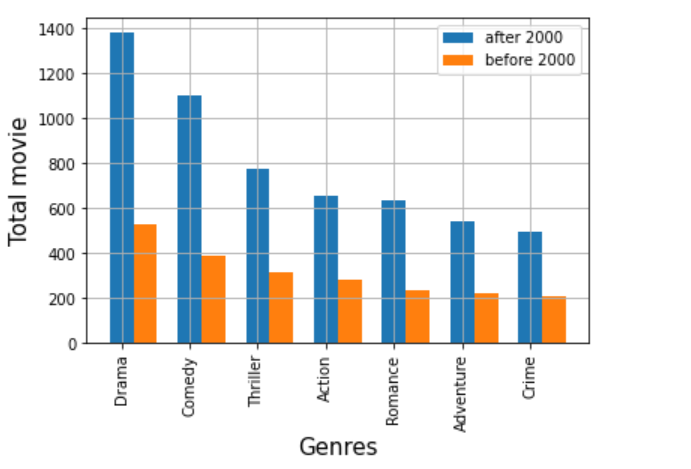 1400
1200
1000
800
600
400
200
0
Total movie
after 2000
before 2000
Drama
Comedy
Thriller
Action
Romance
Adventure
Crime
Genres